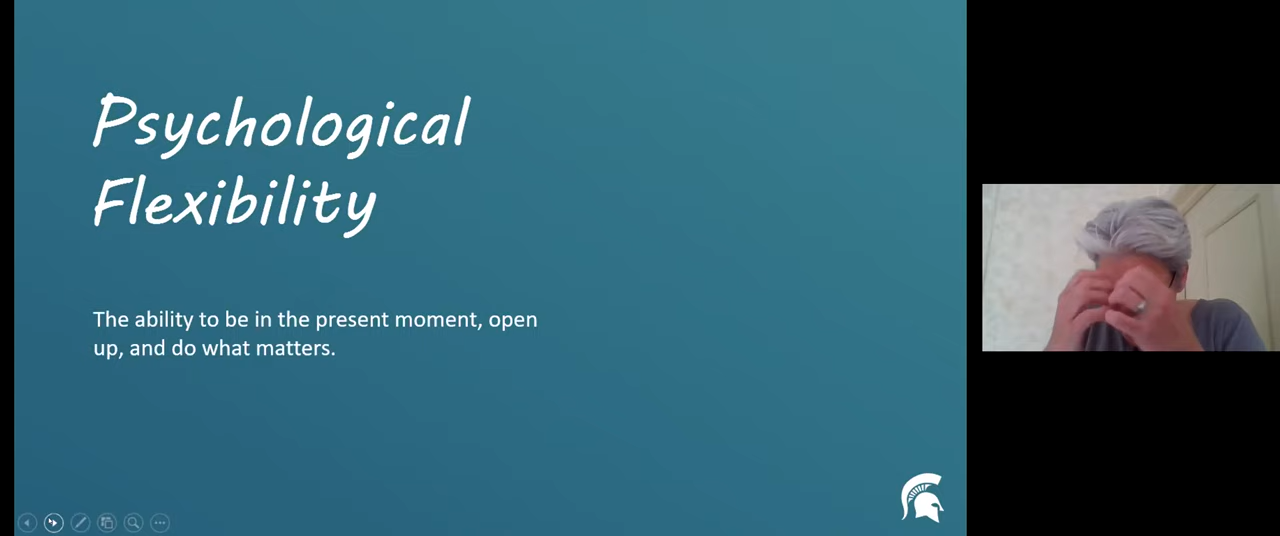 Psychological
Flexibility
The ability to be in the present moment, open
up, and do what matters.